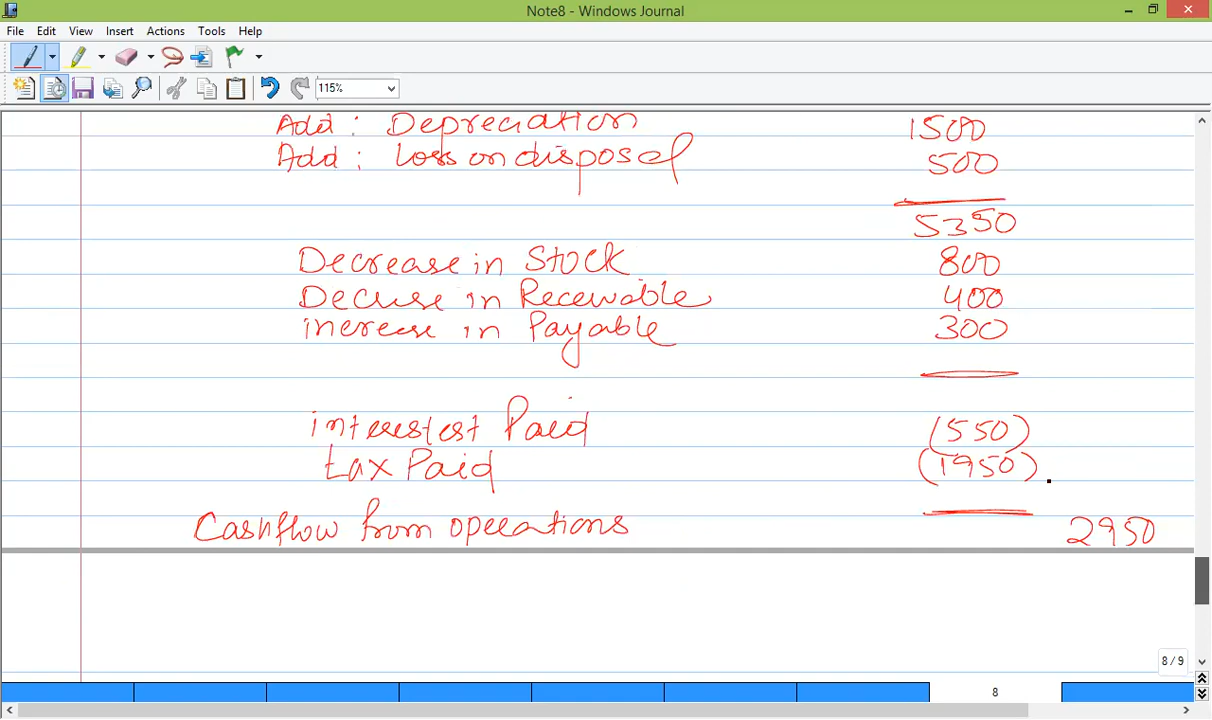 Note8 - Windows Journal
File Edit View Insert Actions Tools Help
115%
Add : Depreciation 1500
Add : Loss on disposal 500
5350
Decrease in Stock 800
Decrease in Receivable 400
increase in Payable 300
interestest Paid (550)
tax Paid (1950)
Cashflow from operations 2950
8 / 9
8